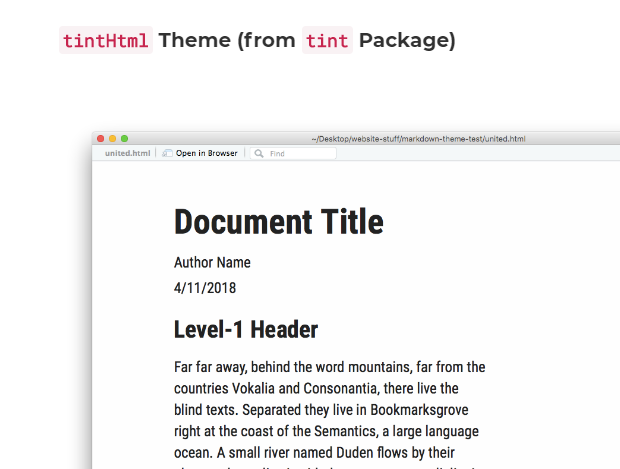 tintHtml Theme (from tint Package)
~/Desktop/website-stuff/markdown-theme-test/united.html
united.html Open in Browser Find
Document Title
Author Name
4/11/2018
Level-1 Header
Far far away, behind the word mountains, far from the
countries Vokalia and Consonantia, there live the
blind texts. Separated they live in Bookmarksgrove
right at the coast of the Semantics, a large language
ocean. A small river named Duden flows by their